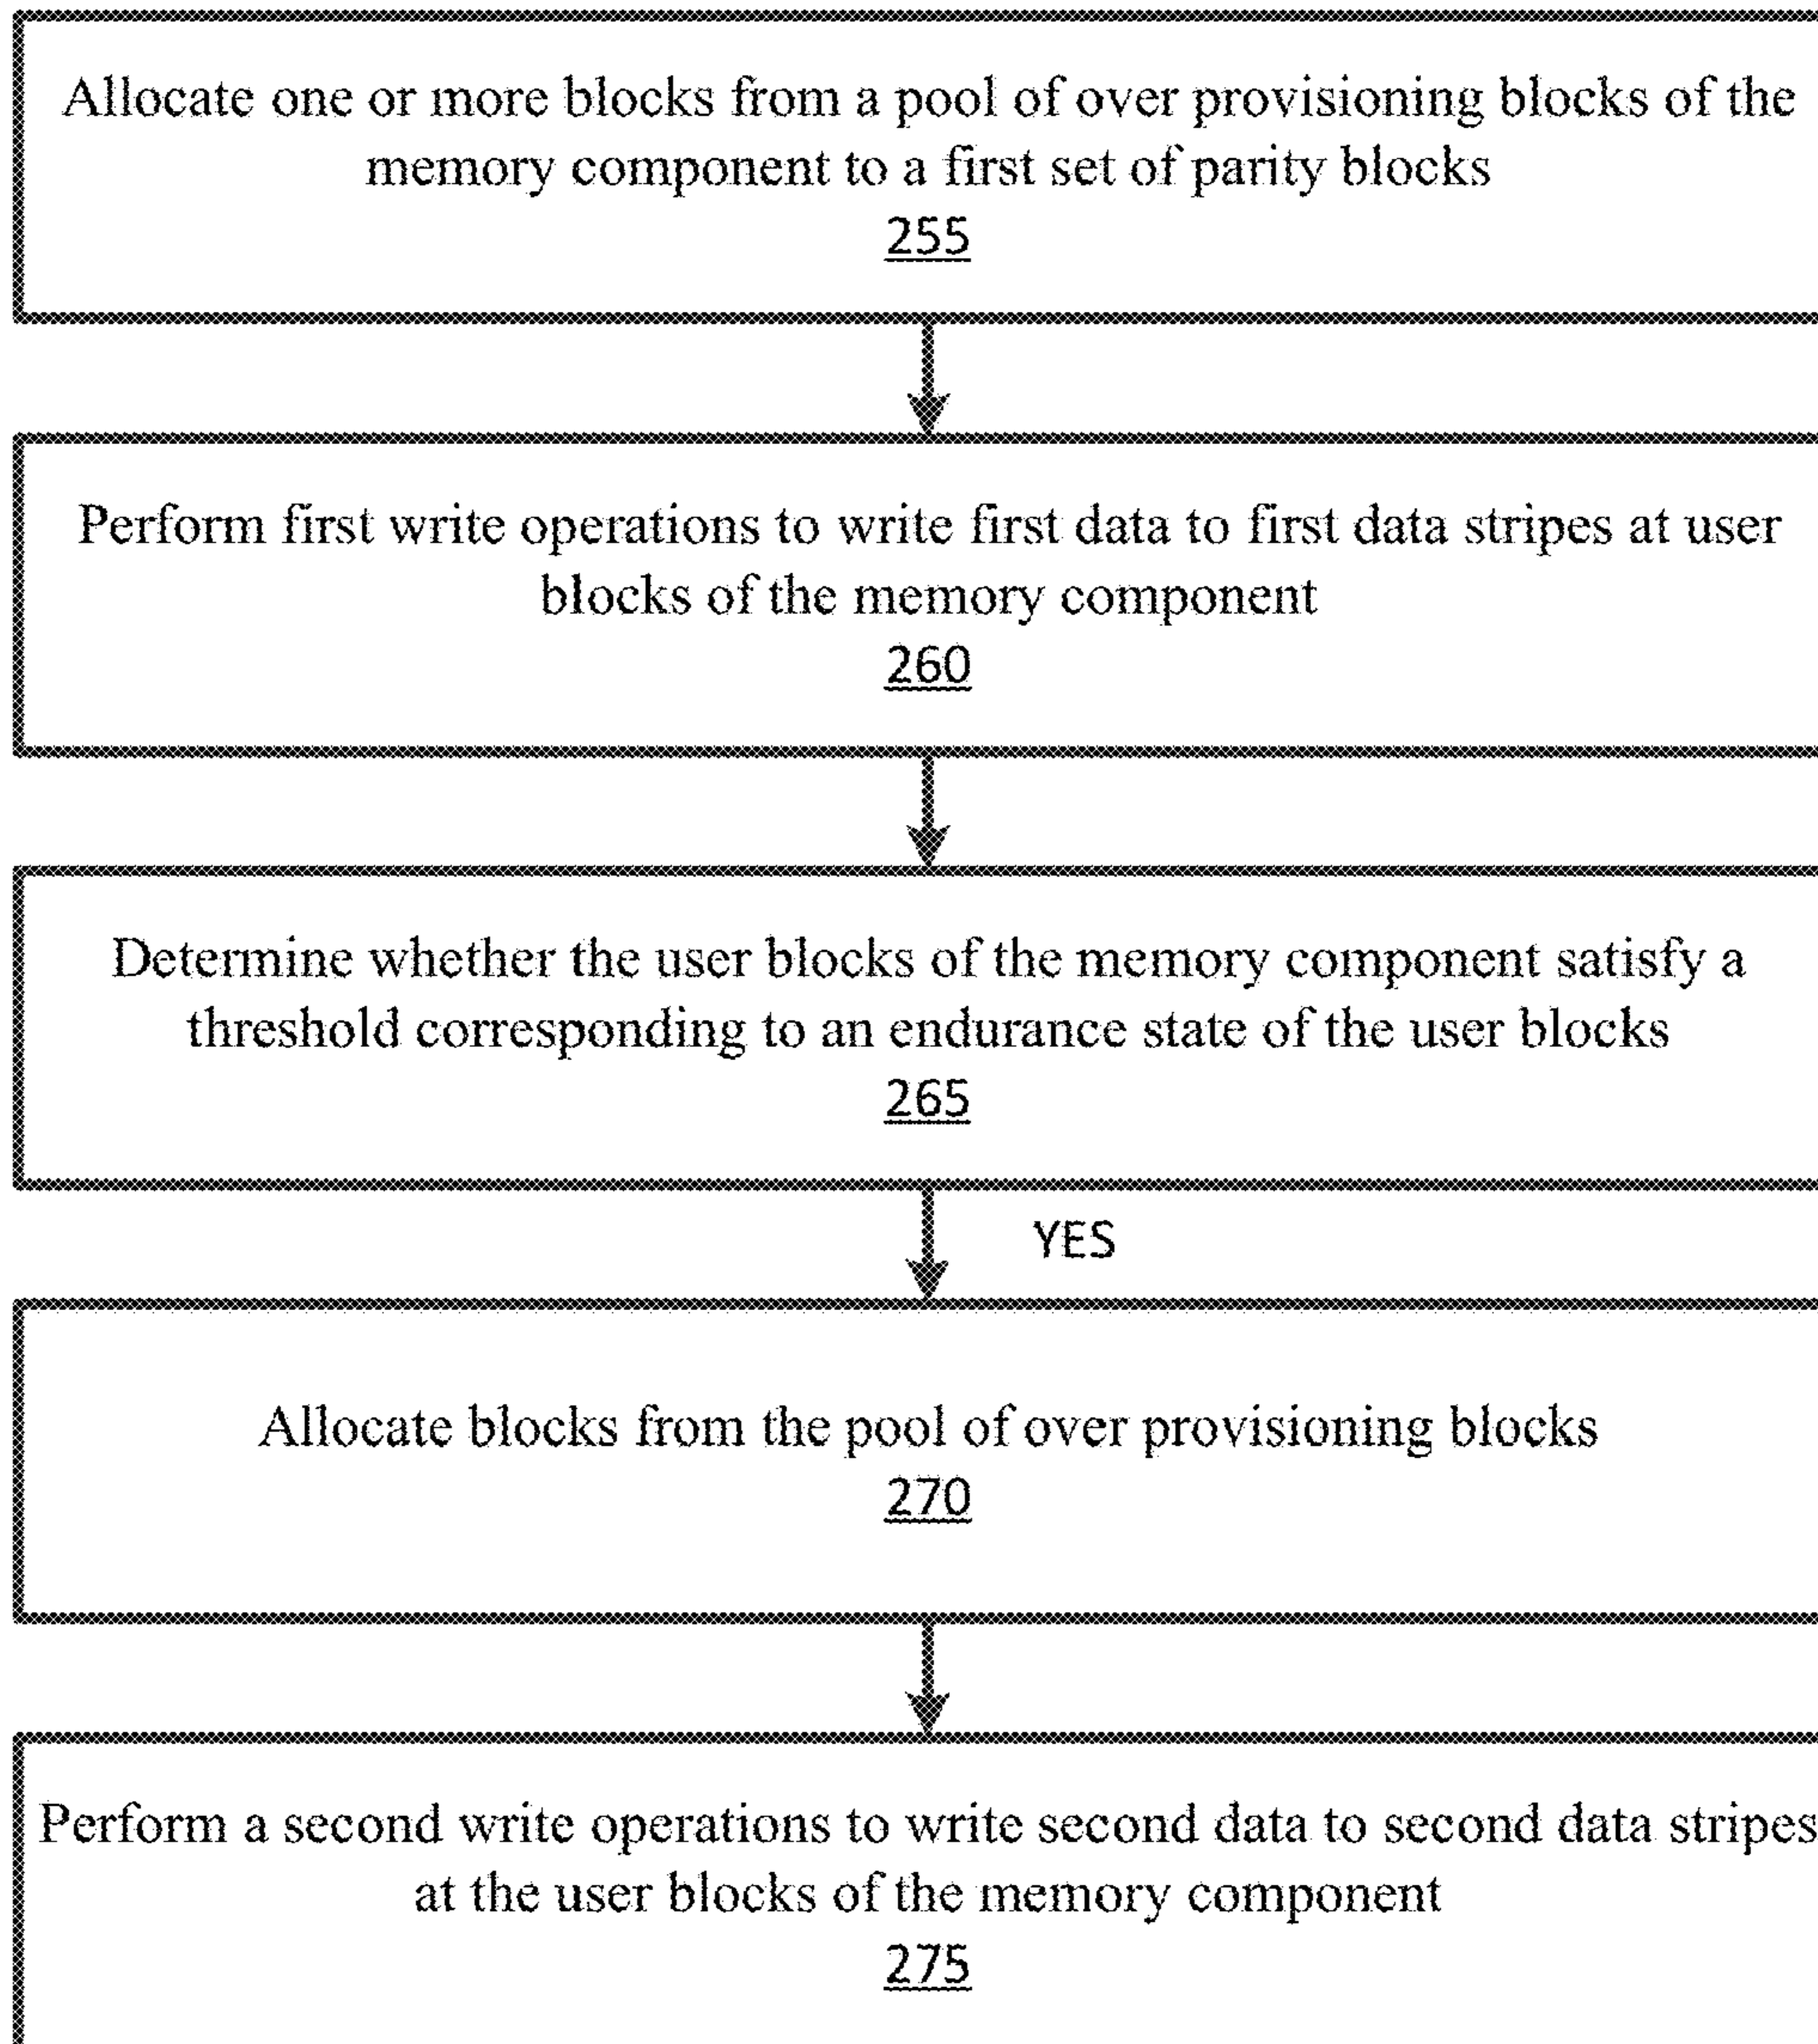 Allocate one or more blocks from a pool of over provisioning blocks of the
memory component to a first set of parity blocks
255
Perform first write operations to write first data to first data stripes at user
blocks of the memory component
260
Determine whether the user blocks of the memory component satisfy a
threshold corresponding to an endurance state of the user blocks
265
YES
Allocate blocks from the pool of over provisioning blocks
270
Perform a second write operations to write second data to second data stripes
at the user blocks of the memory component
275